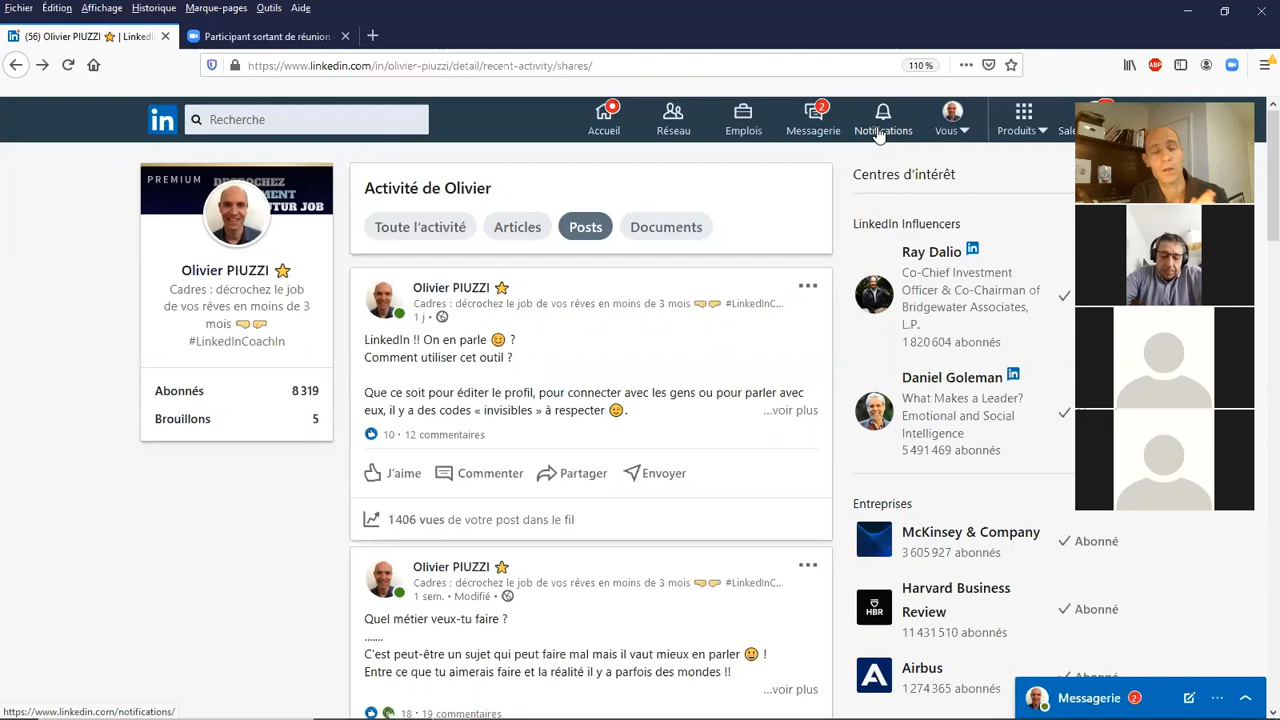 Fichier Édition Affichage Historique Marque-pages Outils Aide
(56) Olivier PIUZZI ⭐ | LinkedI
Participant sortant de réunion
https://www.linkedin.com/in/olivier-piuzzi/detail/recent-activity/shares/
110 %
ABP
in
Recherche
Accueil
Réseau
Emplois
2
Messagerie
Notifications
Vous
Produits
PREMIUM
Olivier PIUZZI ⭐
Cadres : décrochez le job
de vos rêves en moins de 3
mois 🤜🤛
#LinkedInCoachIn
Abonnés 8 319
Brouillons 5
Activité de Olivier
Toute l'activité Articles Posts Documents
Olivier PIUZZI ⭐
Cadres : décrochez le job de vos rêves en moins de 3 mois 🤜🤛 #LinkedInC...
1 j •
LinkedIn !! On en parle 😊 ?
Comment utiliser cet outil ?
Que ce soit pour éditer le profil, pour connecter avec les gens ou pour parler avec
eux, il y a des codes « invisibles » à respecter 😉.
...voir plus
10 · 12 commentaires
J'aime Commenter Partager Envoyer
1 406 vues de votre post dans le fil
Olivier PIUZZI ⭐
Cadres : décrochez le job de vos rêves en moins de 3 mois 🤜🤛 #LinkedInC...
1 sem. • Modifié •
Quel métier veux-tu faire ?
.......
C'est peut-être un sujet qui peut faire mal mais il vaut mieux en parler 😀 !
Entre ce que tu aimerais faire et la réalité il y a parfois des mondes !!
...voir plus
18 · 19 commentaires
Centres d'intérêt
LinkedIn Influencers
Ray Dalio in
Co-Chief Investment
Officer & Co-Chairman of
Bridgewater Associates,
L.P.
1 820 604 abonnés
Daniel Goleman in
What Makes a Leader?
Emotional and Social
Intelligence
5 491 469 abonnés
Entreprises
McKinsey & Company
3 605 927 abonnés
Abonné
Harvard Business
Review
HBR
11 431 510 abonnés
Abonné
Airbus
1 274 365 abonnés
Messagerie 2
https://www.linkedin.com/notifications/